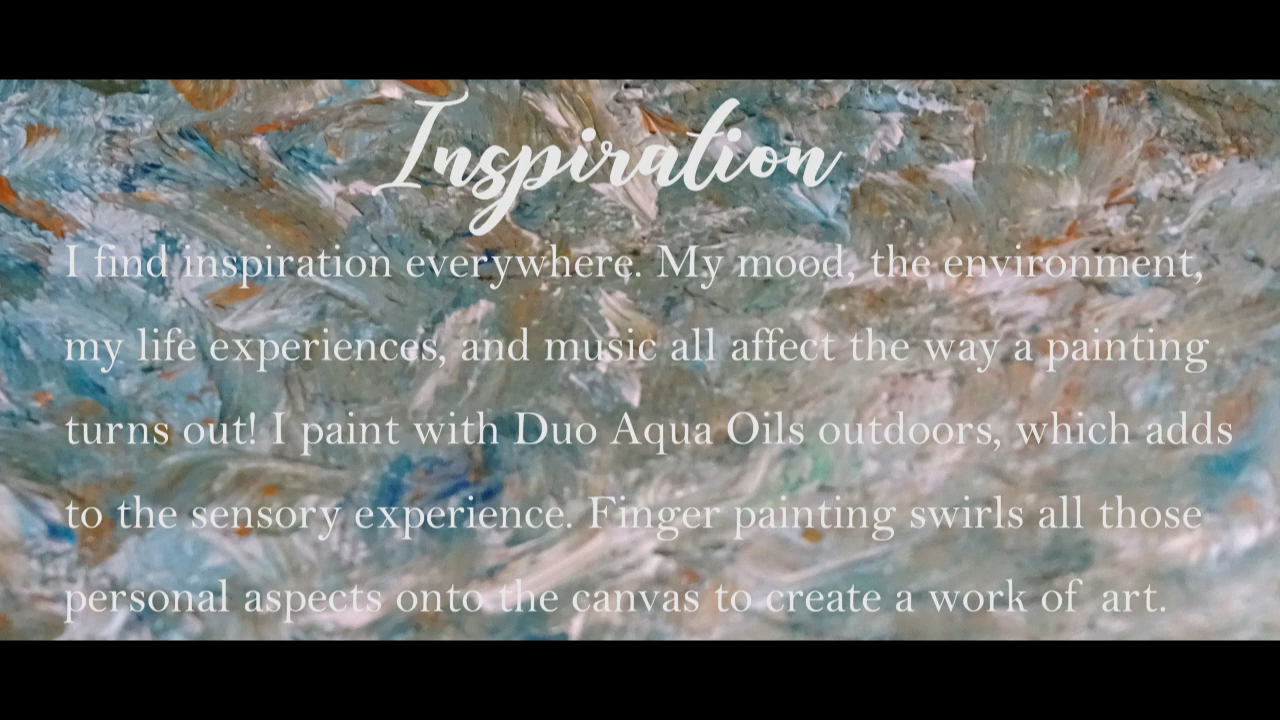 Inspiration
I find inspiration everywhere. My mood, the environment,
my life experiences, and music all affect the way a painting
turns out! I paint with Duo Aqua Oils outdoors, which adds
to the sensory experience. Finger painting swirls all those
personal aspects onto the canvas to create a work of art.